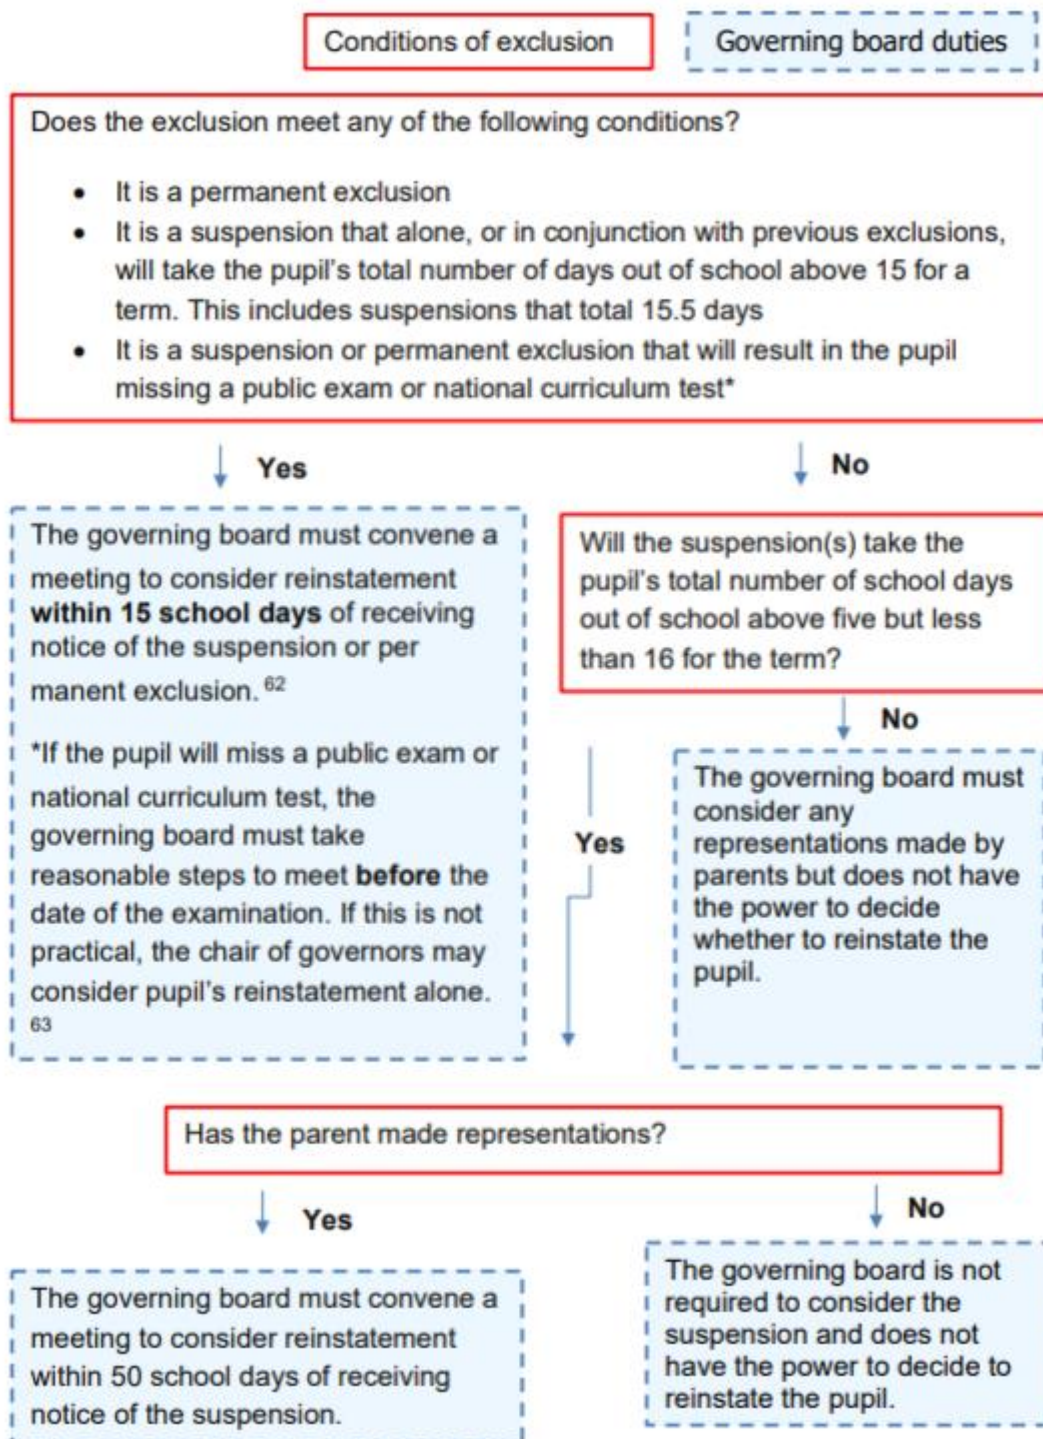 Conditions of exclusion
Governing board duties
Does the exclusion meet any of the following conditions?
• It is a permanent exclusion
• It is a suspension that alone, or in conjunction with previous exclusions,
will take the pupil's total number of days out of school above 15 for a
term. This includes suspensions that total 15.5 days
• It is a suspension or permanent exclusion that will result in the pupil
missing a public exam or national curriculum test*
Yes
No
The governing board must convene a
meeting to consider reinstatement
within 15 school days of receiving
notice of the suspension or per
manent exclusion. 62
*If the pupil will miss a public exam or
national curriculum test, the
governing board must take
reasonable steps to meet before the
date of the examination. If this is not
practical, the chair of governors may
consider pupil's reinstatement alone.
63
Will the suspension(s) take the
pupil's total number of school days
out of school above five but less
than 16 for the term?
No
Yes
The governing board must
consider any
representations made by
parents but does not have
the power to decide
whether to reinstate the
pupil.
Has the parent made representations?
Yes
No
The governing board must convene a
meeting to consider reinstatement
within 50 school days of receiving
notice of the suspension.
The governing board is not
required to consider the
suspension and does not
have the power to decide to
reinstate the pupil.